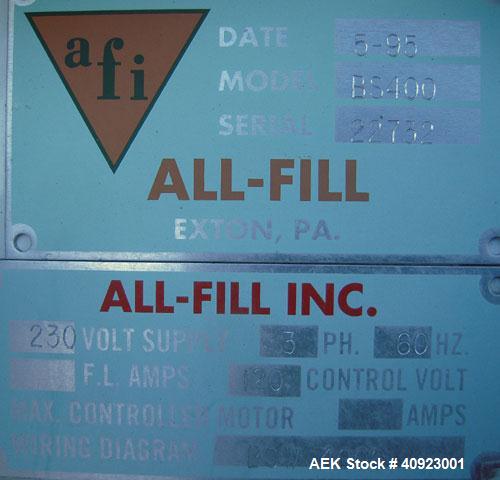 afi
DATE 5-95
MODEL BS400
SERIAL 22732
ALL-FILL
EXTON, PA.
ALL-FILL INC.
230 VOLT SUPPLY 3 PH. 60 HZ.
F.L. AMPS 120 CONTROL VOLT
MAX. CONTROLLER MOTOR AMPS
WIRING DIAGRAM
AEK Stock # 40923001